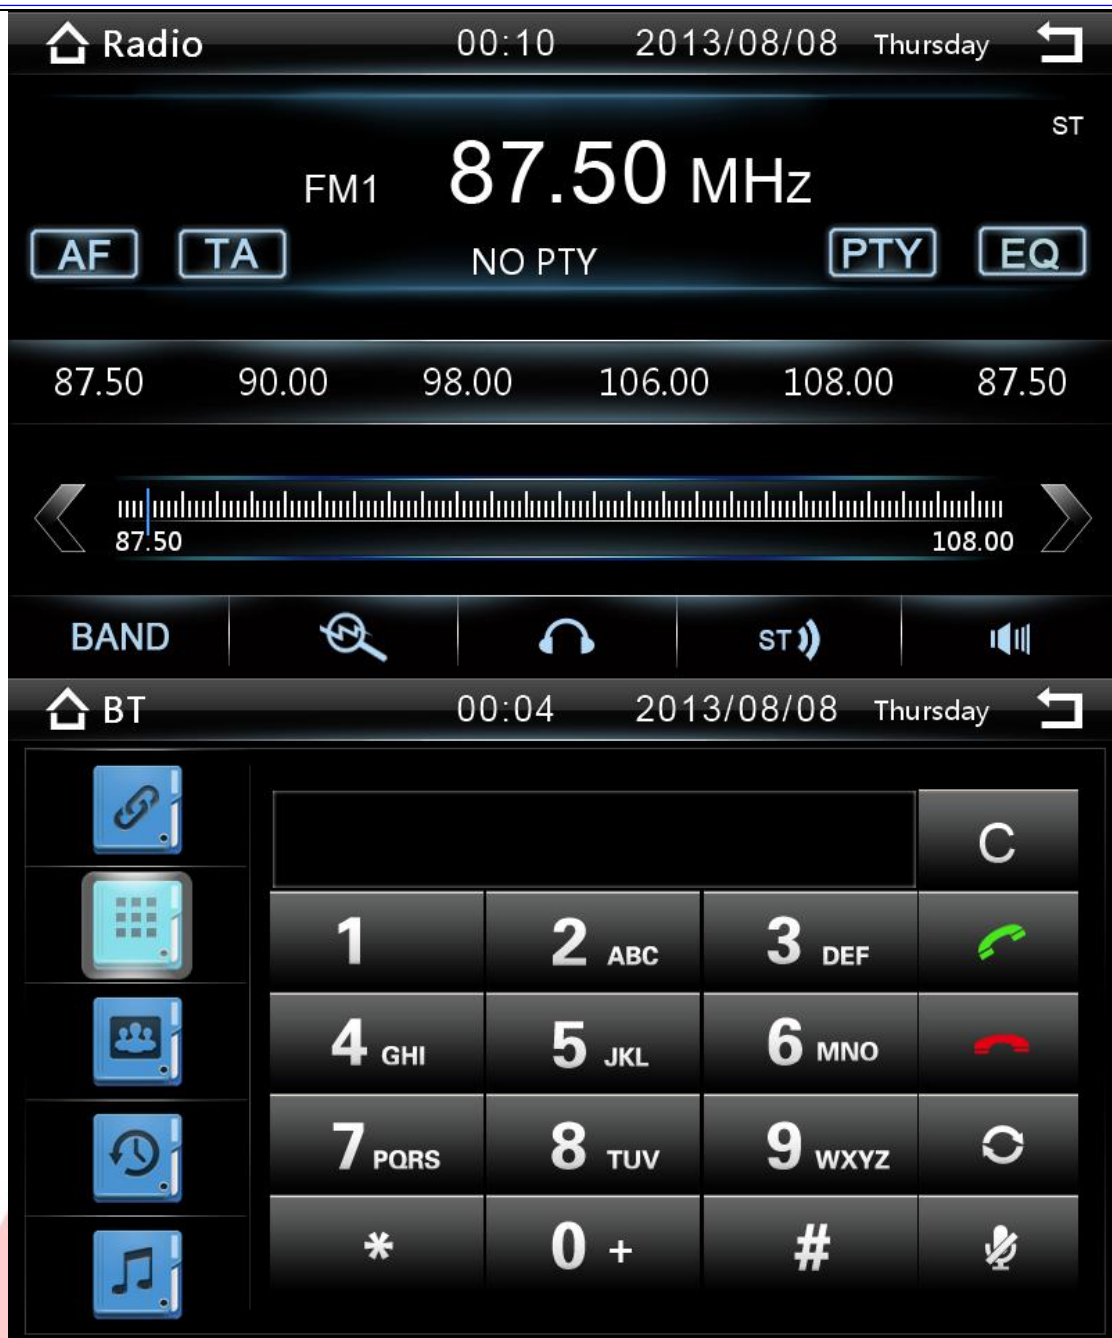 Radio 00:10 2013/08/08 Thursday
ST
FM1 87.50 MHz
AF TA NO PTY PTY EQ
87.50 90.00 98.00 106.00 108.00 87.50
87.50 108.00
BAND ST
BT 00:04 2013/08/08 Thursday
C
1 2 ABC 3 DEF
4 GHI 5 JKL 6 MNO
7 PQRS 8 TUV 9 WXYZ
* 0 + #